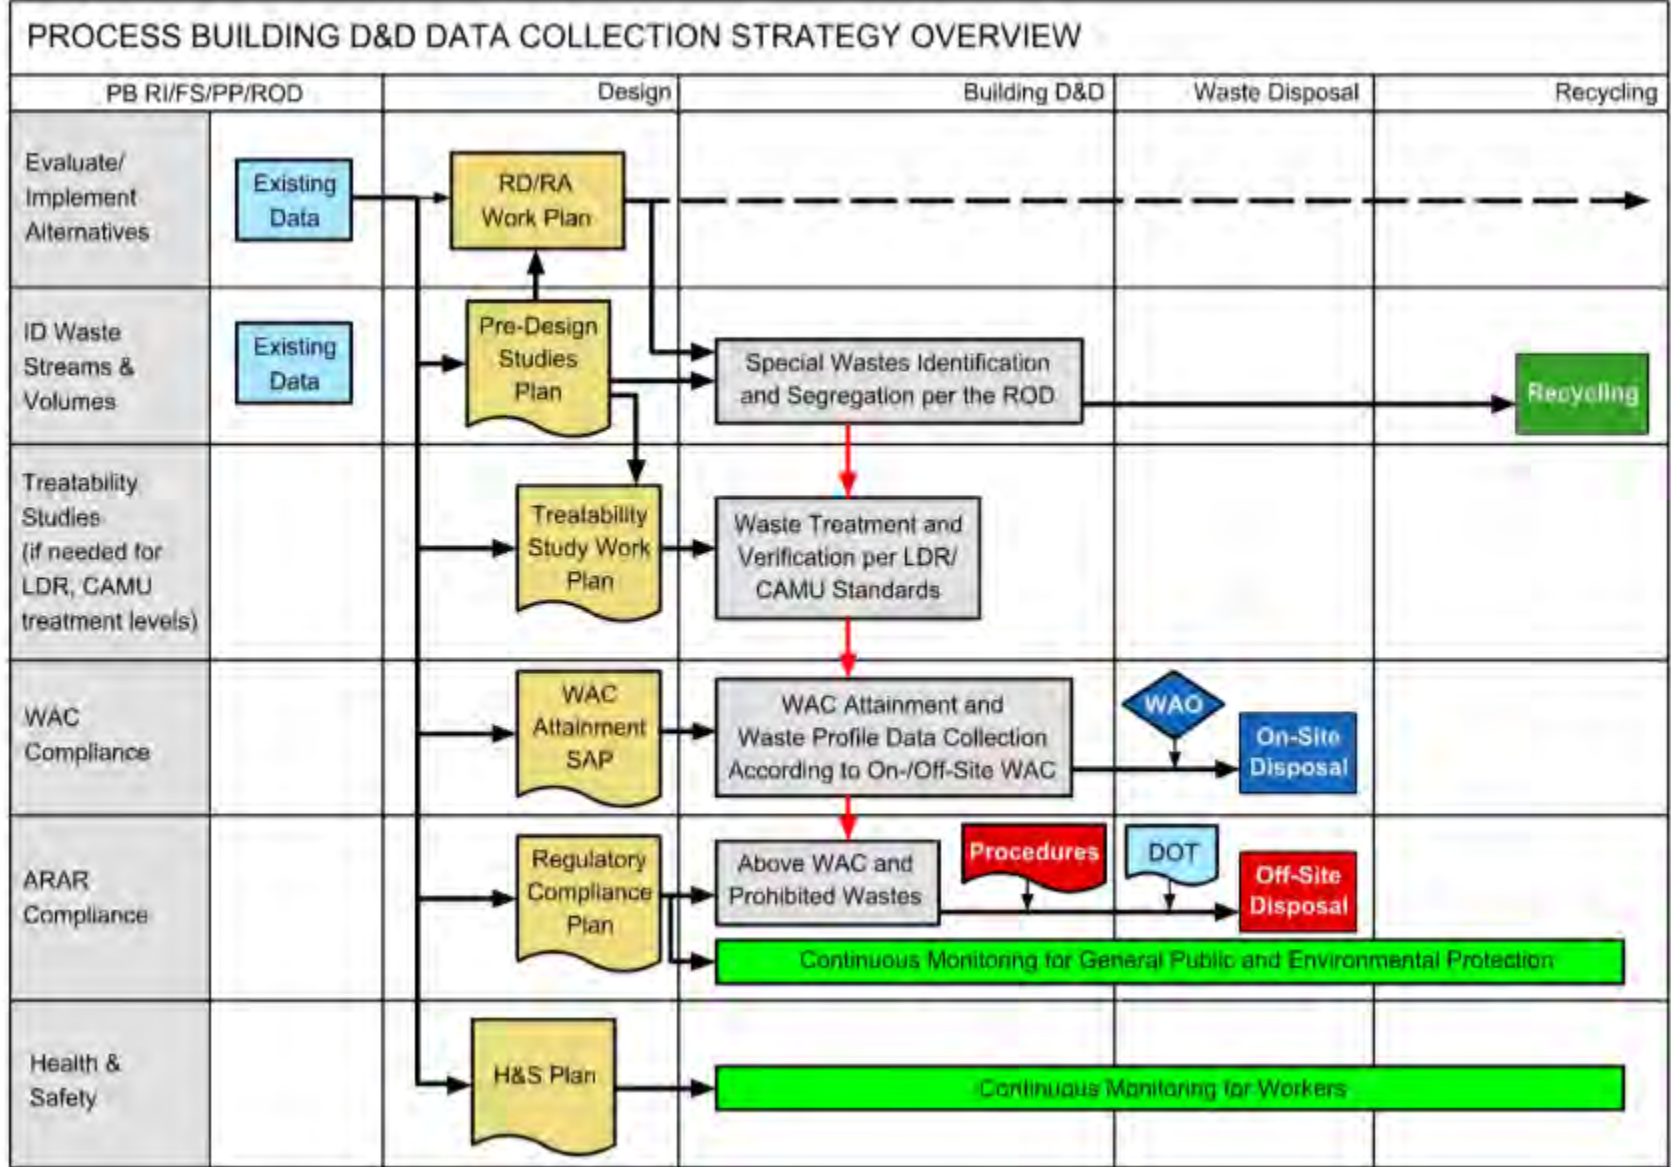 PROCESS BUILDING D&D DATA COLLECTION STRATEGY OVERVIEW
PB RI/FS/PP/ROD
Design
Building D&D
Waste Disposal
Recycling
Evaluate/
Implement
Alternatives
Existing
Data
RD/RA
Work Plan
ID Waste
Streams &
Volumes
Existing
Data
Pre-Design
Studies
Plan
Special Wastes Identification
and Segregation per the ROD
Recycling
Treatability
Studies
(if needed for
LDR, CAMU
treatment levels)
Treatability
Study Work
Plan
Waste Treatment and
Verification per LDR/
CAMU Standards
WAC
Compliance
WAC
Attainment
SAP
WAC Attainment and
Waste Profile Data Collection
According to On-/Off-Site WAC
WAO
On-Site
Disposal
ARAR
Compliance
Regulatory
Compliance
Plan
Above WAC and
Prohibited Wastes
Procedures
DOT
Off-Site
Disposal
Continuous Monitoring for General Public and Environmental Protection
Health &
Safety
H&S Plan
Continuous Monitoring for Workers